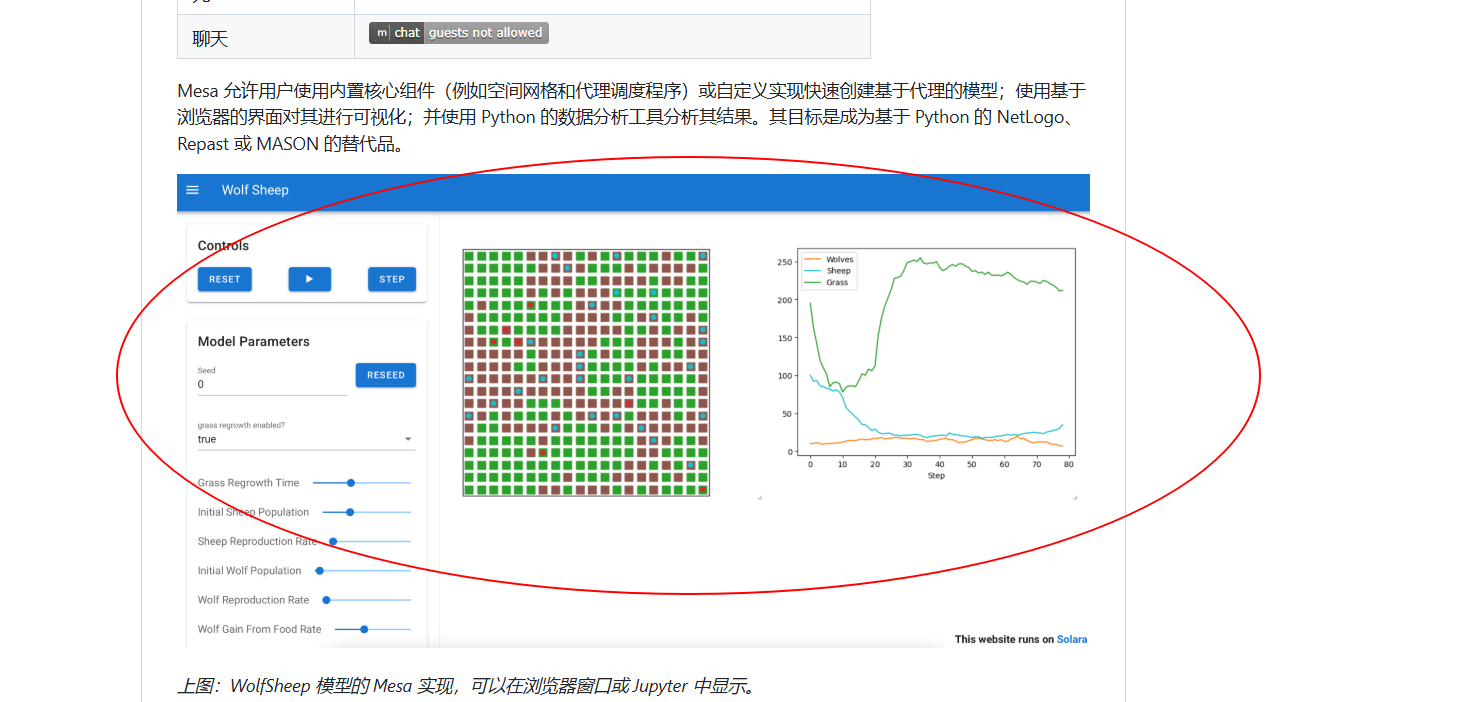 聊天
m chat guests not allowed
Mesa 允许用户使用内置核心组件（例如空间网格和代理调度程序）或自定义实现快速创建基于代理的模型；使用基于
浏览器的界面对其进行可视化；并使用 Python 的数据分析工具分析其结果。其目标是成为基于 Python 的 NetLogo、
Repast 或 MASON 的替代品。
Wolf Sheep
Controls
RESET
STEP
Model Parameters
Seed
0
RESEED
grass regrowth enabled?
true
Grass Regrowth Time
Initial Sheep Population
Sheep Reproduction Rate
Initial Wolf Population
Wolf Reproduction Rate
Wolf Gain From Food Rate
Wolves
Sheep
Grass
250
200
150
100
50
0
0 10 20 30 40 50 60 70 80
Step
This website runs on Solara
上图：WolfSheep 模型的 Mesa 实现，可以在浏览器窗口或 Jupyter 中显示。